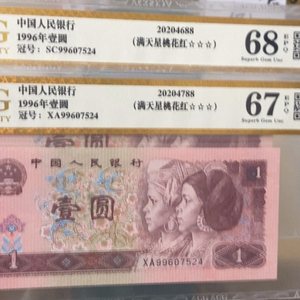 中国人民银行
1996年壹圆
冠号：SC99607524
20204688
(满天星桃花红☆☆☆)
68 EPQ
Superb Gem Unc
中国人民银行
1996年壹圆
冠号：XA99607524
20204788
(满天星桃花红☆☆☆)
67 EPQ
Superb Gem Unc
中国人民银行
壹圆
1
XA99607524
1
1